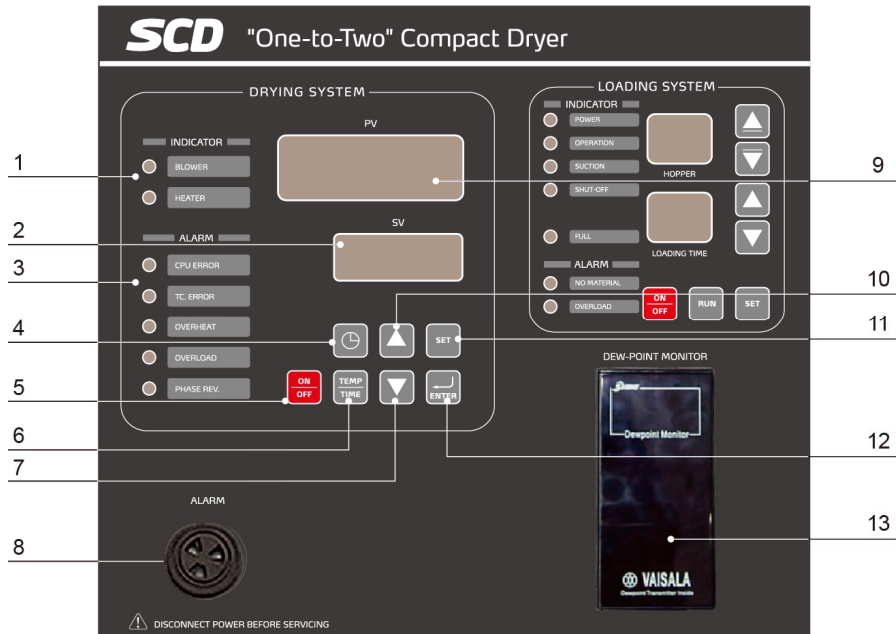 SCD "One-to-Two" Compact Dryer
DRYING SYSTEM
PV
INDICATOR
BLOWER
HEATER
SV
ALARM
CPU ERROR
TC. ERROR
OVERHEAT
OVERLOAD
PHASE REV.
SET
ON
OFF
TEMP
TIME
ENTER
LOADING SYSTEM
INDICATOR
POWER
OPERATION
SUCTION
SHUT-OFF
FULL
HOPPER
LOADING TIME
ALARM
NO MATERIAL
OVERLOAD
ON
OFF
RUN
SET
DEW-POINT MONITOR
Dewpoint Monitor
VAISALA
Dewpoint Transmitter Inside
ALARM
DISCONNECT POWER BEFORE SERVICING
1
2
3
4
5
6
7
8
9
10
11
12
13